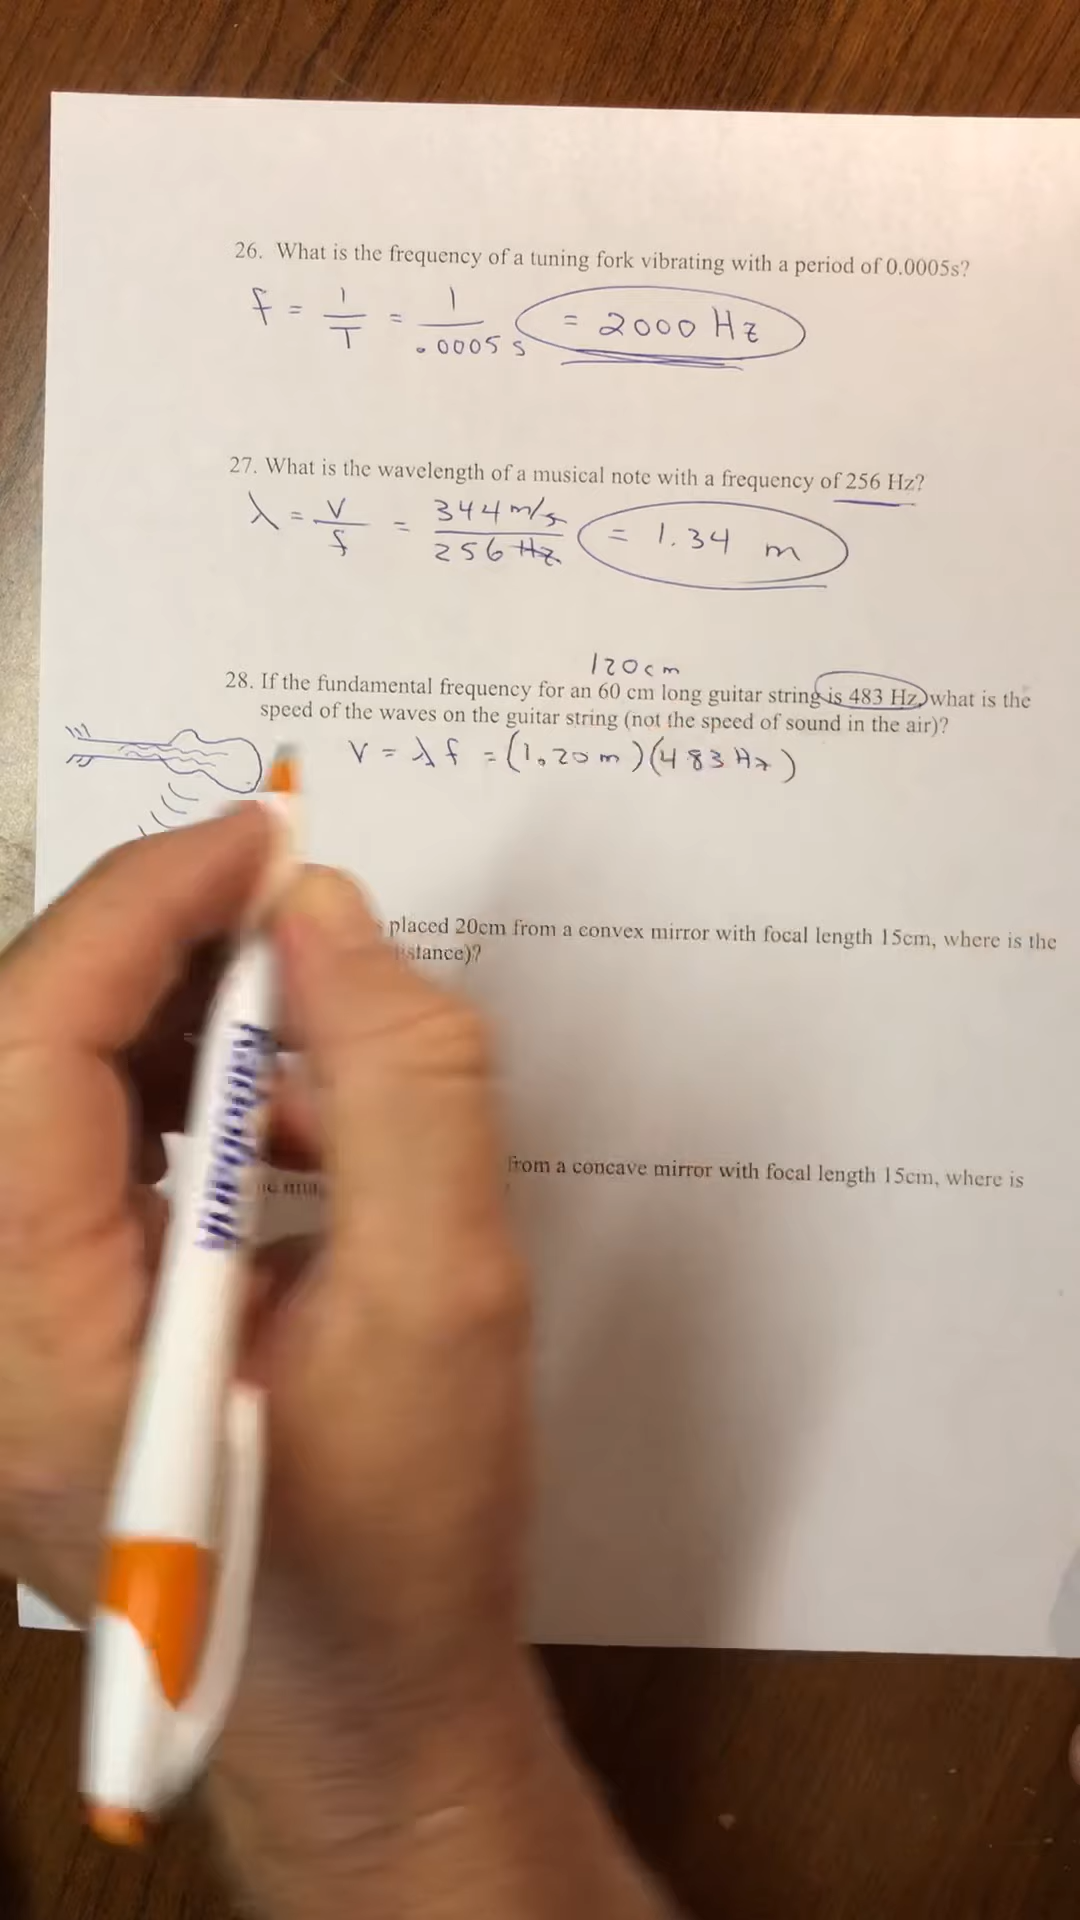 26. What is the frequency of a tuning fork vibrating with a period of 0.0005s?
f = 1/T = 1/.0005 s = 2000 Hz
27. What is the wavelength of a musical note with a frequency of 256 Hz?
λ = v/f = 344 m/s / 256 Hz = 1.34 m
120cm
28. If the fundamental frequency for an 60 cm long guitar string is 483 Hz, what is the
speed of the waves on the guitar string (not the speed of sound in the air)?
v = λ f = (1.20 m)(483 Hz)
placed 20cm from a convex mirror with focal length 15cm, where is the
from a concave mirror with focal length 15cm, where is
Rabobank